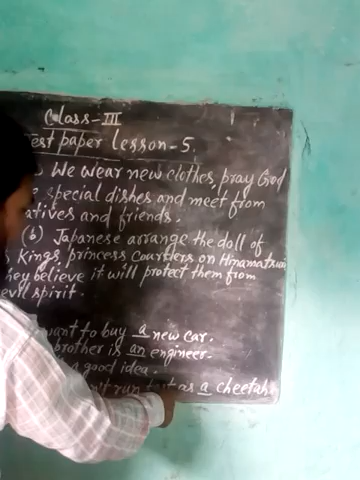 Class-III
est paper lesson-5.
We wear new clothes, pray God
special dishes and meet from
atives and friends.
(b) Japanese arrange the doll of
Kings, princess Courtiers on Hinamatsuri
hey believe it will protect them from
evil spirit.
want to buy a new car.
brother is an engineer.
a good idea.
n't run fast as a cheetah